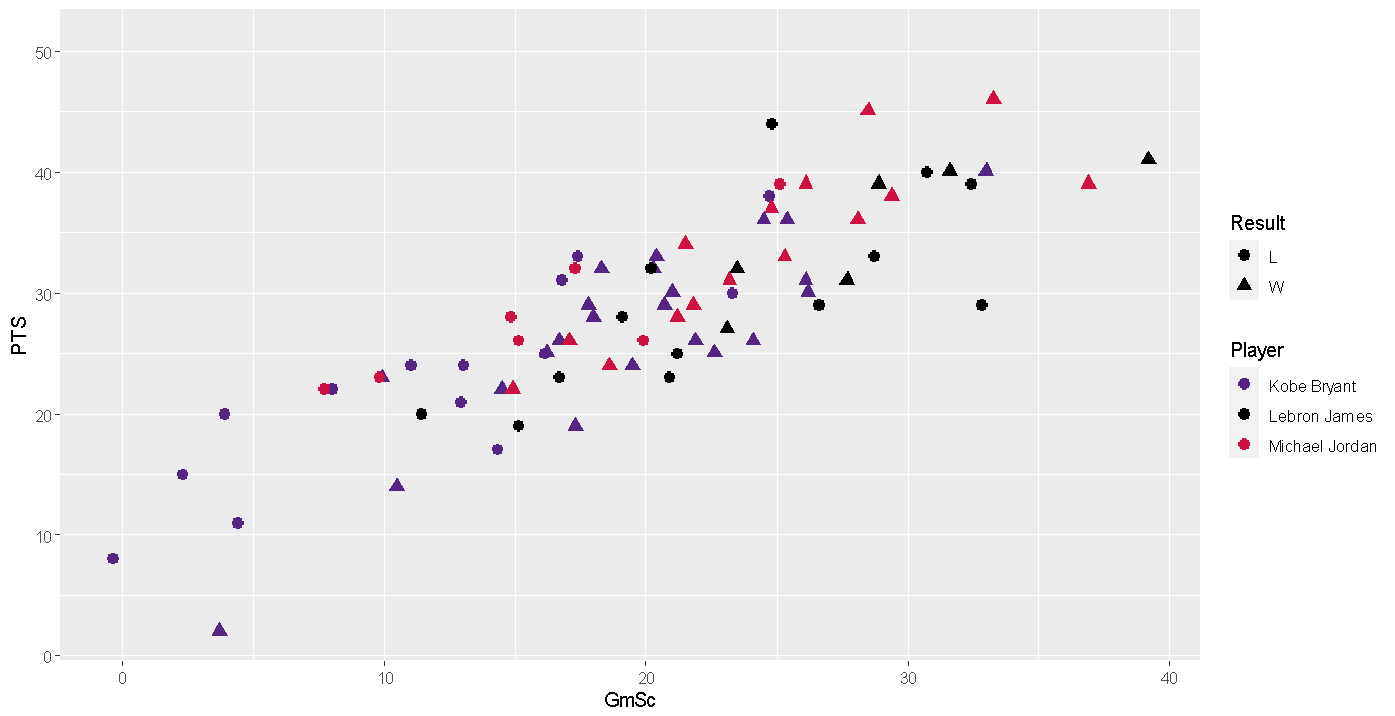 50
40
30
20
10
0
PTS
0 10 20 30 40
GmSc
Result
L
W
Player
Kobe Bryant
Lebron James
Michael Jordan